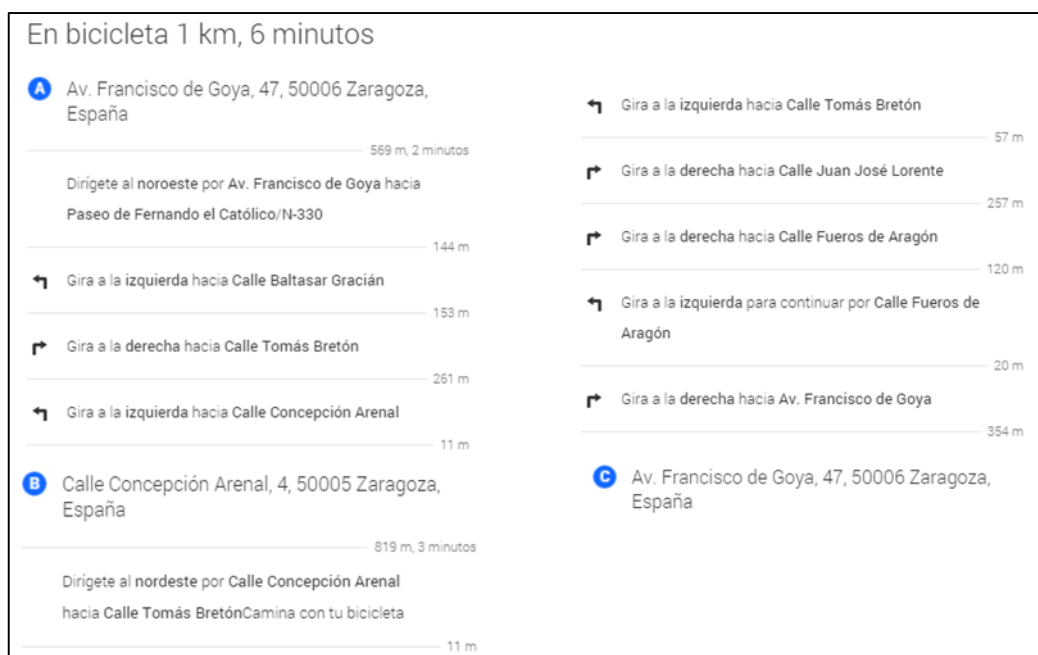 En bicicleta 1 km, 6 minutos
A
Av. Francisco de Goya, 47, 50006 Zaragoza,
España
569 m, 2 minutos
Dirígete al noroeste por Av. Francisco de Goya hacia
Paseo de Fernando el Católico/N-330
144 m
Gira a la izquierda hacia Calle Baltasar Gracián
153 m
Gira a la derecha hacia Calle Tomás Bretón
261 m
Gira a la izquierda hacia Calle Concepción Arenal
11 m
B
Calle Concepción Arenal, 4, 50005 Zaragoza,
España
819 m, 3 minutos
Dirígete al nordeste por Calle Concepción Arenal
hacia Calle Tomás BretónCamina con tu bicicleta
11 m
Gira a la izquierda hacia Calle Tomás Bretón
57 m
Gira a la derecha hacia Calle Juan José Lorente
257 m
Gira a la derecha hacia Calle Fueros de Aragón
120 m
Gira a la izquierda para continuar por Calle Fueros de
Aragón
20 m
Gira a la derecha hacia Av. Francisco de Goya
354 m
C
Av. Francisco de Goya, 47, 50006 Zaragoza,
España